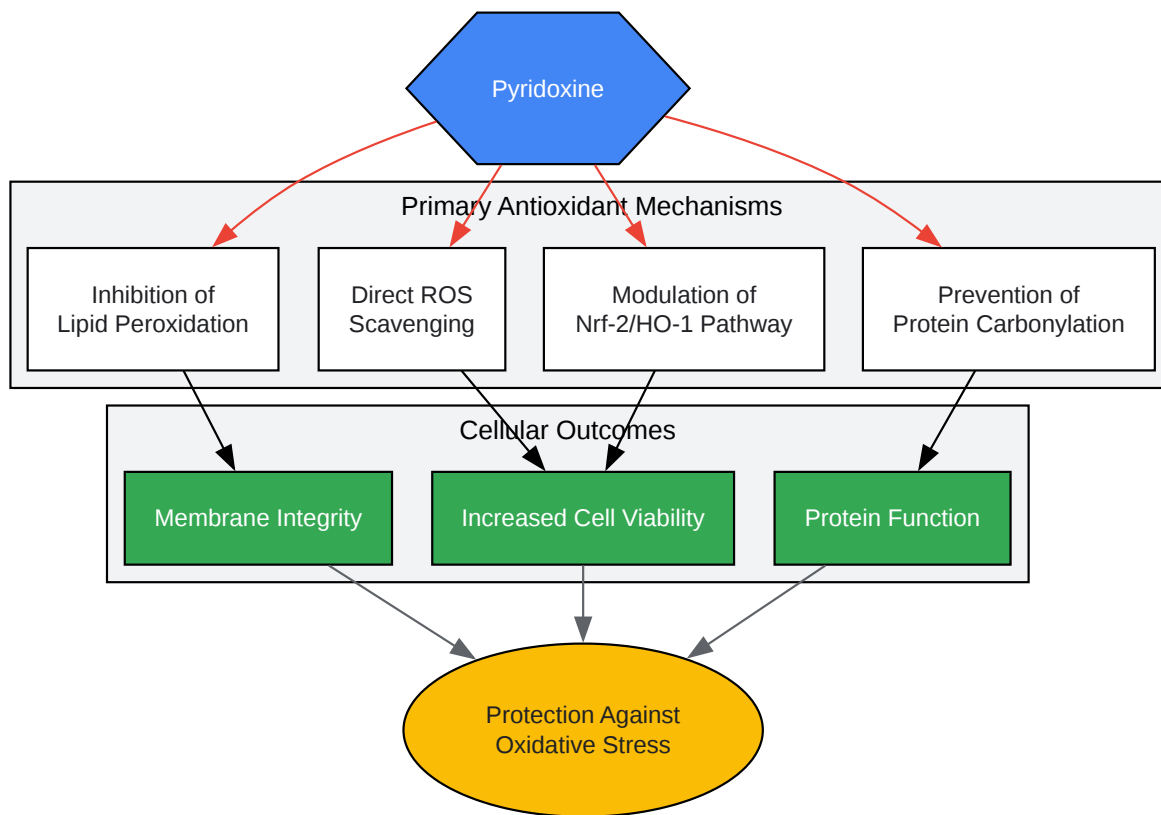 Pyridoxine
Primary Antioxidant Mechanisms
Inhibition of
Lipid Peroxidation
Direct ROS
Scavenging
Modulation of
Nrf-2/HO-1 Pathway
Prevention of
Protein Carbonylation
Cellular Outcomes
Membrane Integrity
Increased Cell Viability
Protein Function
Protection Against
Oxidative Stress